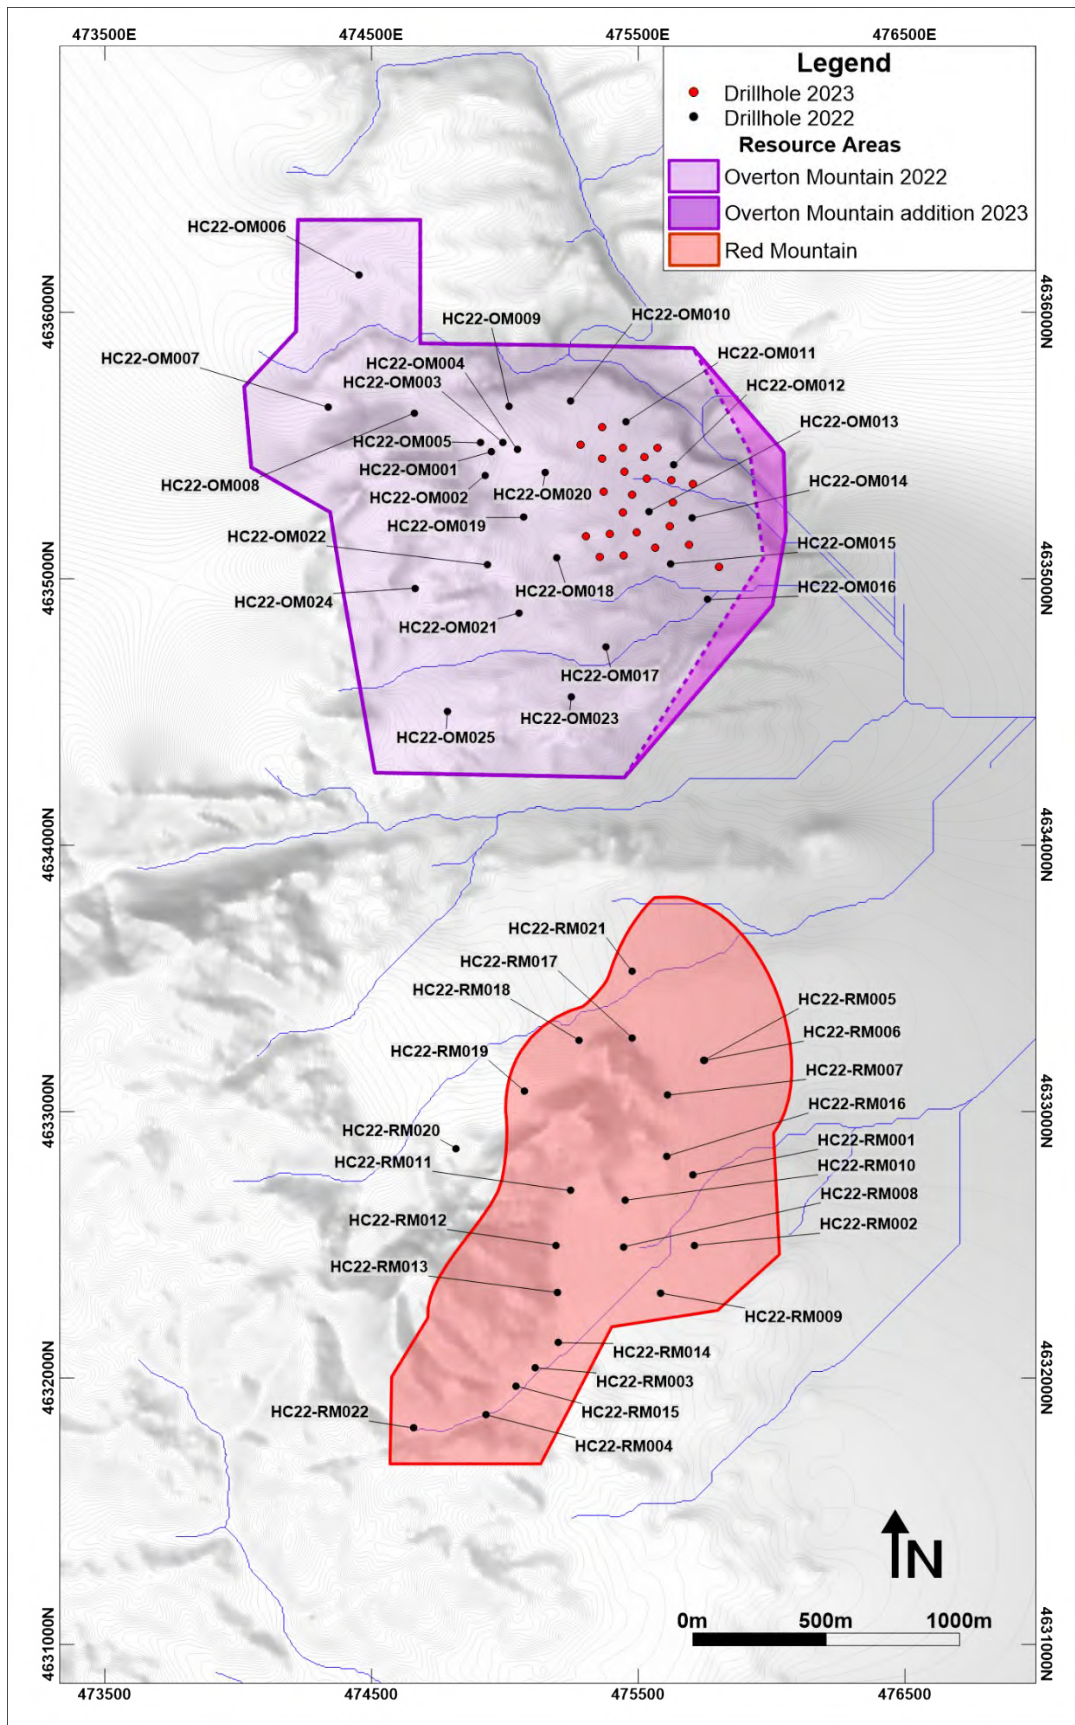 473500E
474500E
475500E
476500E
Legend
Drillhole 2023
Drillhole 2022
Resource Areas
Overton Mountain 2022
Overton Mountain addition 2023
Red Mountain
HC22-OM006
4636000N
4636000N
HC22-OM009
HC22-OM010
HC22-OM007
HC22-OM004
HC22-OM011
HC22-OM003
HC22-OM012
HC22-OM013
HC22-OM005
HC22-OM001
HC22-OM008
HC22-OM002
HC22-OM020
HC22-OM014
HC22-OM019
HC22-OM022
HC22-OM015
4635000N
4635000N
HC22-OM018
HC22-OM016
HC22-OM024
HC22-OM021
HC22-OM017
HC22-OM023
HC22-OM025
4634000N
4634000N
HC22-RM021
HC22-RM017
HC22-RM018
HC22-RM005
HC22-RM006
HC22-RM019
HC22-RM007
4633000N
4633000N
HC22-RM016
HC22-RM020
HC22-RM001
HC22-RM011
HC22-RM010
HC22-RM008
HC22-RM012
HC22-RM002
HC22-RM013
HC22-RM009
HC22-RM014
4632000N
4632000N
HC22-RM003
HC22-RM022
HC22-RM015
HC22-RM004
N
0m
500m
1000m
4631000N
4631000N
473500
474500
475500
476500